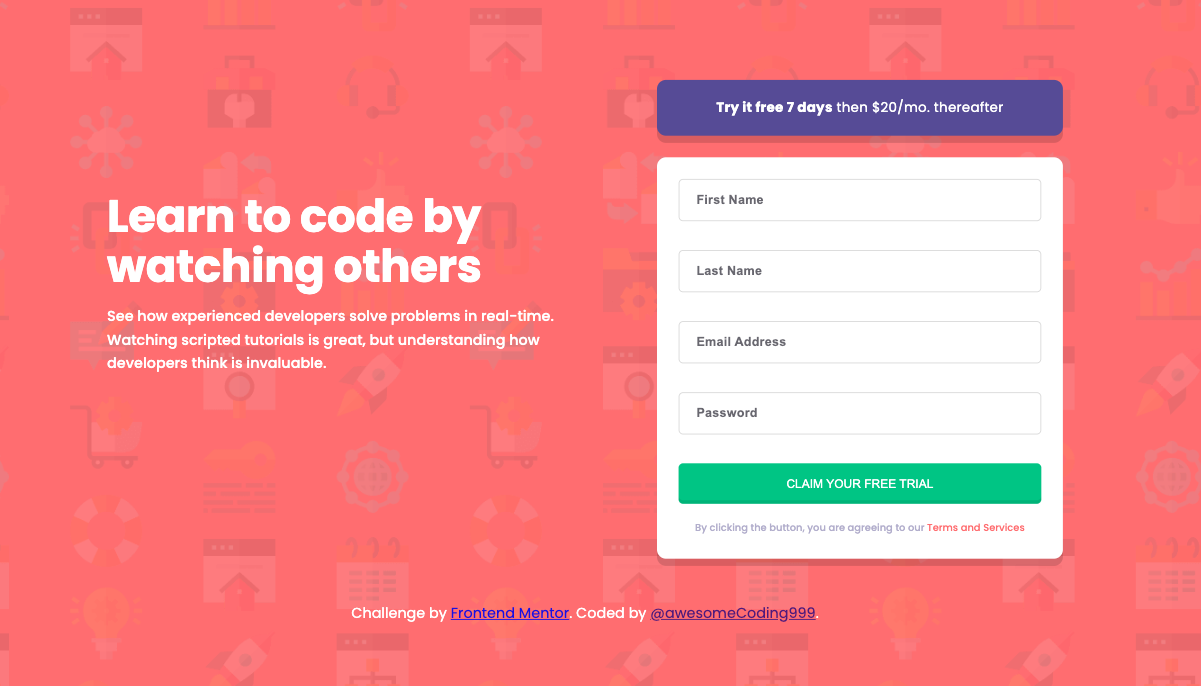 Learn to code by
watching others
See how experienced developers solve problems in real-time.
Watching scripted tutorials is great, but understanding how
developers think is invaluable.
Try it free 7 days then $20/mo. thereafter
First Name
Last Name
Email Address
Password
CLAIM YOUR FREE TRIAL
By clicking the button, you are agreeing to our Terms and Services
Challenge by Frontend Mentor. Coded by @awesomeCoding999.